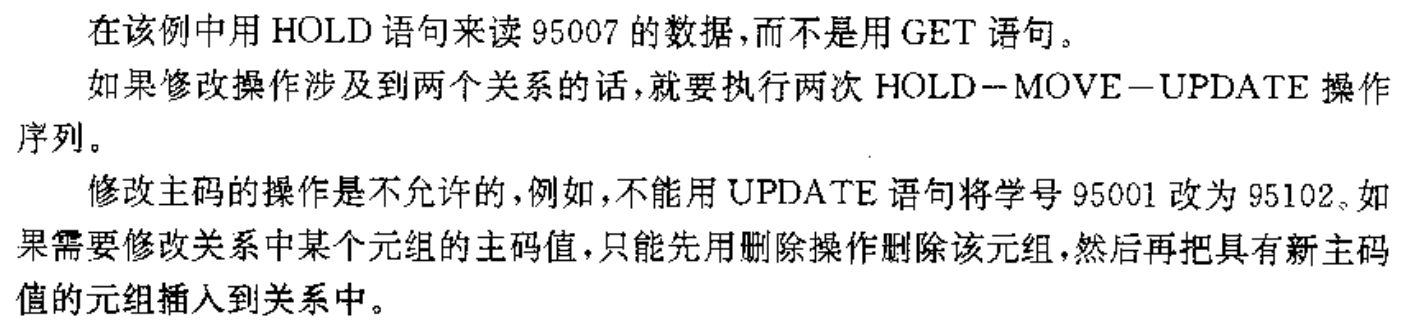 在该例中用 HOLD 语句来读 95007 的数据,而不是用 GET 语句。
如果修改操作涉及到两个关系的话,就要执行两次 HOLD－MOVE－UPDATE 操作
序列。
修改主码的操作是不允许的,例如,不能用 UPDATE 语句将学号 95001 改为 95102。如
果需要修改关系中某个元组的主码值,只能先用删除操作删除该元组,然后再把具有新主码
值的元组插入到关系中。